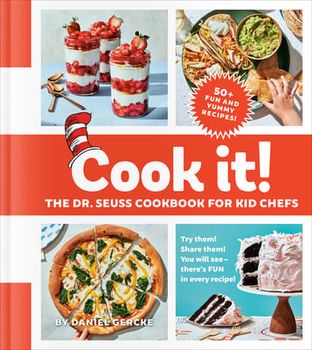 50+
FUN AND
YUMMY
RECIPES!
Cook it!
THE DR. SEUSS COOKBOOK FOR KID CHEFS
Try them!
Share them!
You will see—
there's FUN
in every recipe!
BY DANIEL GERCKE